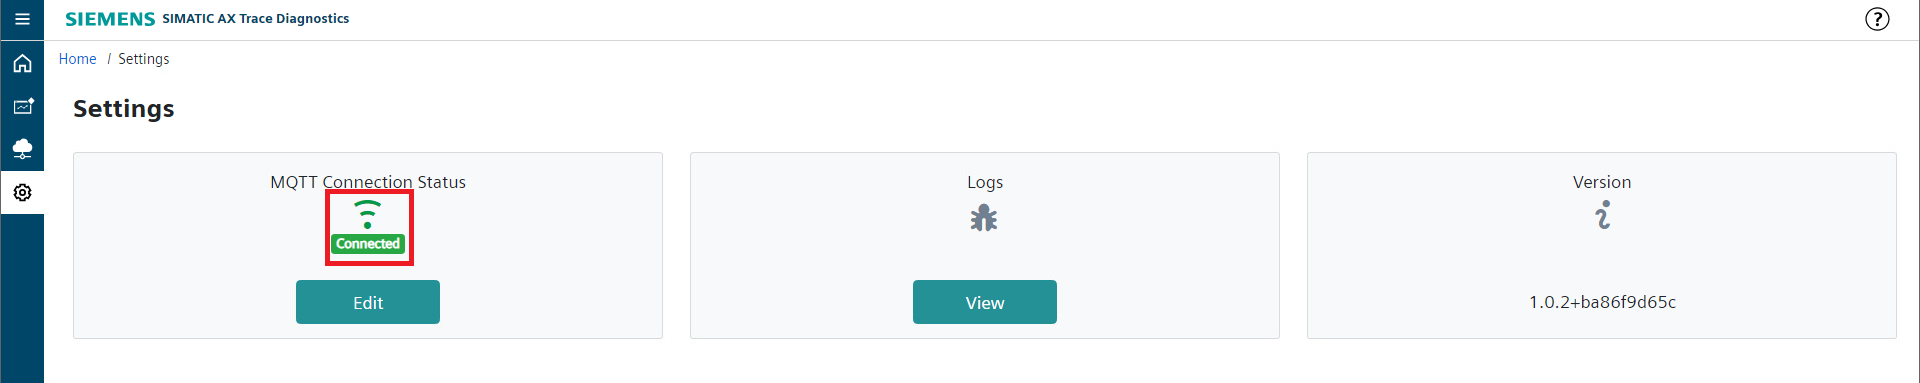 SIEMENS SIMATIC AX Trace Diagnostics
?
Home / Settings
Settings
MQTT Connection Status
Connected
Edit
Logs
View
Version
1.0.2+ba86f9d65c